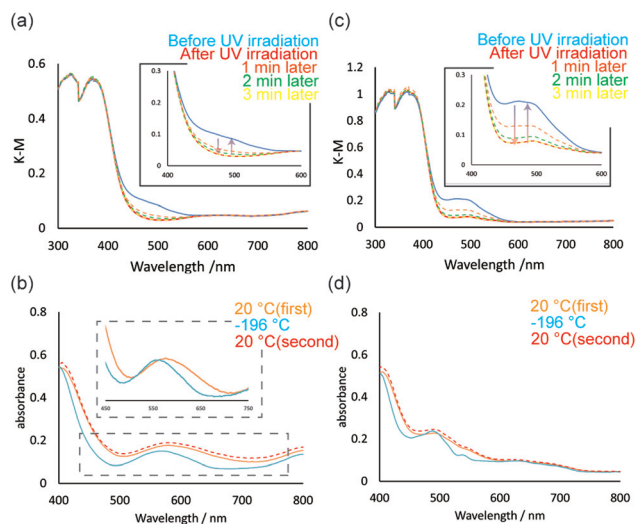 (a)
Before UV irradiation
After UV irradiation
1 min later
2 min later
3 min later
0.6
0.4
0.2
0
K-M
0.3
0.2
0.1
0
400 500 600
300 400 500 600 700 800
Wavelength /nm
(c)
Before UV irradiation
After UV irradiation
1 min later
2 min later
3 min later
1.2
1
0.8
0.6
0.4
0.2
0
K-M
0.3
0.2
0.1
0
400 500 600
300 400 500 600 700 800
Wavelength /nm
(b)
20 °C(first)
-196 °C
20 °C(second)
0.8
0.6
0.4
0.2
0
absorbance
450 550 650 750
400 500 600 700 800
Wavelength /nm
(d)
20 °C(first)
-196 °C
20 °C(second)
0.8
0.6
0.4
0.2
0
absorbance
400 500 600 700 800
Wavelength /nm